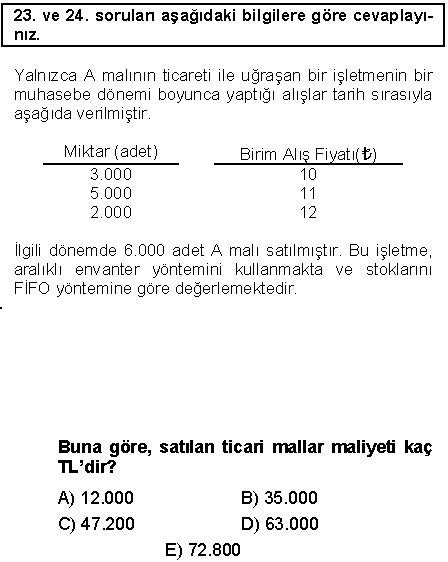 23. ve 24. soruları aşağıdaki bilgilere göre cevaplayı-
nız.
Yalnızca A malının ticareti ile uğraşan bir işletmenin bir
muhasebe dönemi boyunca yaptığı alışlar tarih sırasıyla
aşağıda verilmiştir.
Miktar (adet) Birim Alış Fiyatı(₺)
3.000 10
5.000 11
2.000 12
İlgili dönemde 6.000 adet A malı satılmıştır. Bu işletme,
aralıklı envanter yöntemini kullanmakta ve stoklarını
FİFO yöntemine göre değerlemektedir.
Buna göre, satılan ticari mallar maliyeti kaç
TL'dir?
A) 12.000 B) 35.000
C) 47.200 D) 63.000
E) 72.800